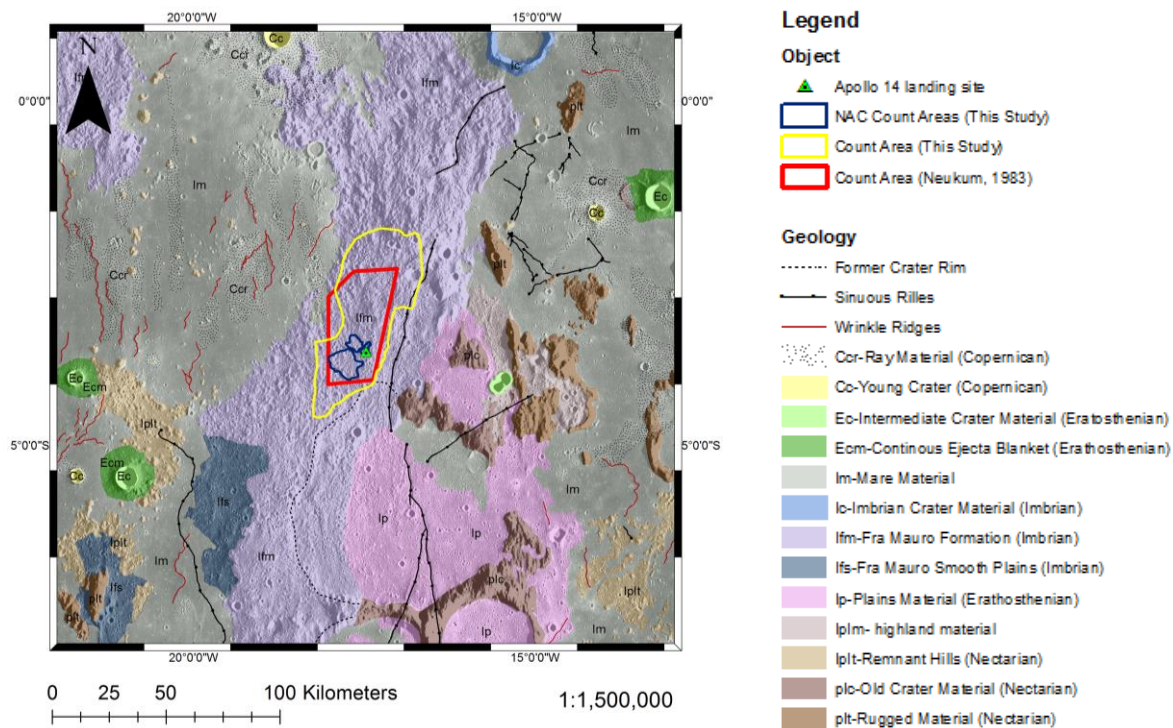 20°0'0"W 15°0'0"W
N
Cc
Ccr
Ifm
Ic
Ifm
plt
0°0'0" 0°0'0"
Im
Im
Ccr
Ec
Cc
plt
Ccr
Ccr
Ifm
plc
Ec
Ecm
Iplt
5°0'0"S 5°0'0"S
Ecm
Cc
Ec
Im
Ifs
Ip
Iplt
Im
Ifm
Ifs
plt
plt
plc
Iplt
Ip
Im
20°0'0"W 15°0'0"W
0 25 50 100 Kilometers
1:1,500,000
Legend
Object
Apollo 14 landing site
NAC Count Areas (This Study)
Count Area (This Study)
Count Area (Neukum, 1983)
Geology
Former Crater Rim
Sinuous Rilles
Wrinkle Ridges
Ccr-Ray Material (Copernican)
Cc-Young Crater (Copernican)
Ec-Intermediate Crater Material (Eratosthenian)
Ecm-Continous Ejecta Blanket (Erathosthenian)
Im-Mare Material
Ic-Imbrian Crater Material (Imbrian)
Ifm-Fra Mauro Formation (Imbrian)
Ifs-Fra Mauro Smooth Plains (Imbrian)
Ip-Plains Material (Erathosthenian)
Iplm- highland material
Iplt-Remnant Hills (Nectarian)
plc-Old Crater Material (Nectarian)
plt-Rugged Material (Nectarian)